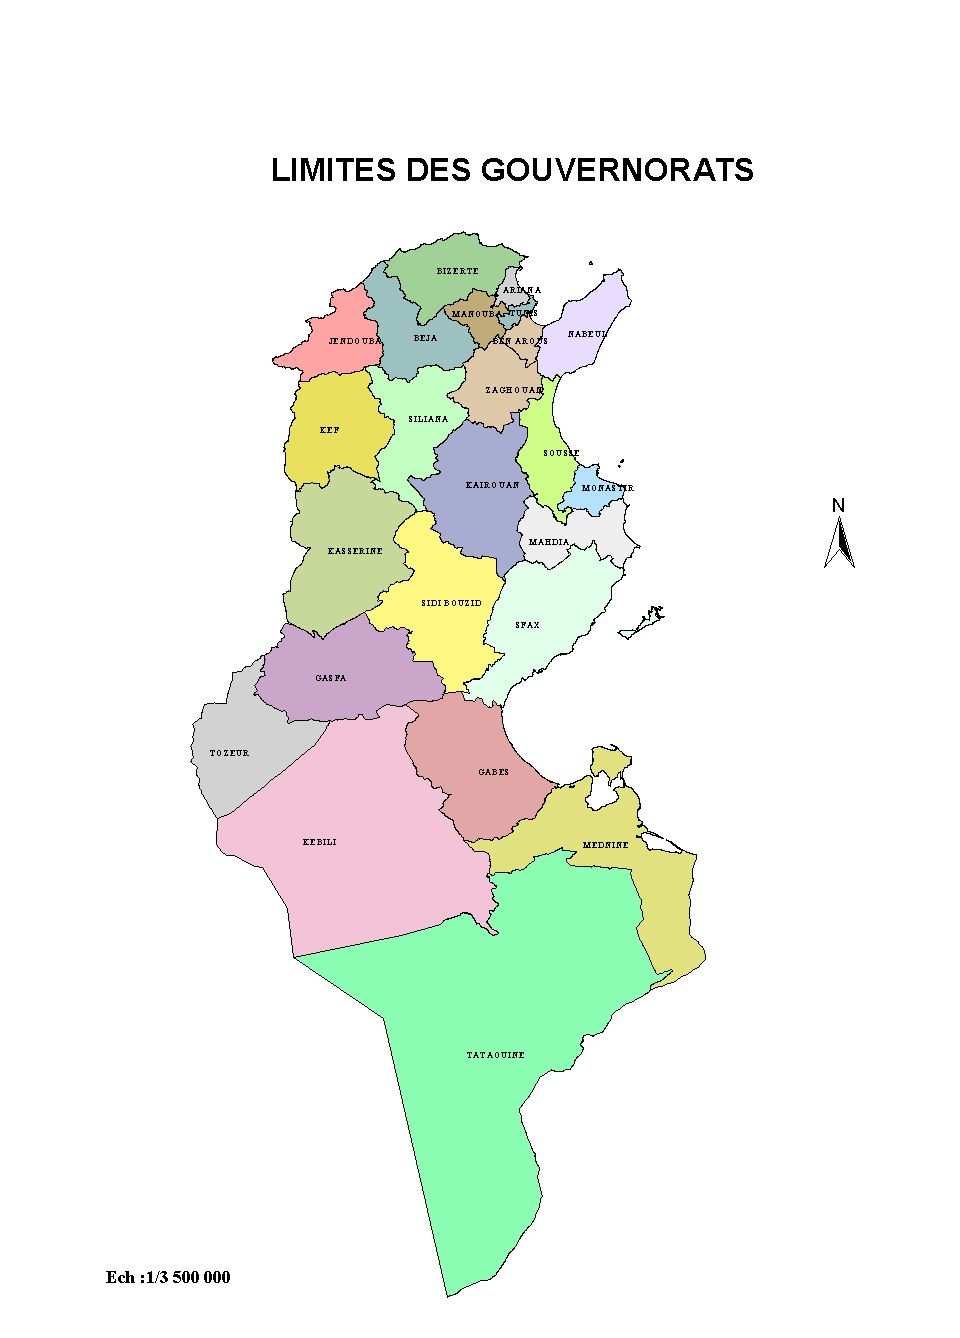 LIMITES DES GOUVERNORATS
BIZERTE
ARIANA
MANOUBA
TUNIS
JENDOUBA
BEJA
BEN AROUS
NABEUL
ZAGHOUAN
KEF
SILIANA
SOUSSE
KAIROUAN
MONASTIR
N
MAHDIA
KASSERINE
SIDI BOUZID
SFAX
GASFA
TOZEUR
GABES
KEBILI
MEDNINE
TATAOUINE
Ech :1/3 500 000